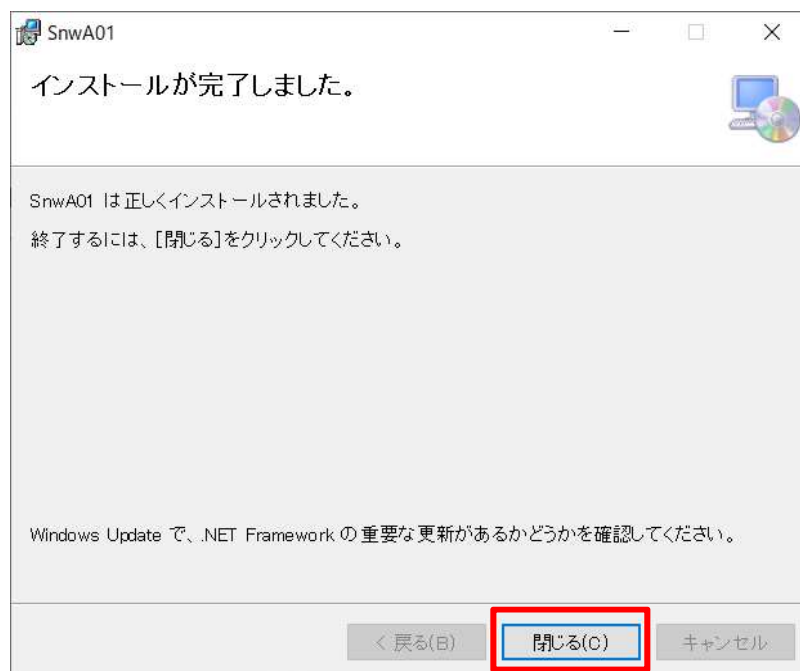 SnwA01
インストールが完了しました。
SnwA01 は正しくインストールされました。
終了するには、[閉じる]をクリックしてください。
Windows Update で、.NET Framework の重要な更新があるかどうかを確認してください。
< 戻る(B) 閉じる(C) キャンセル